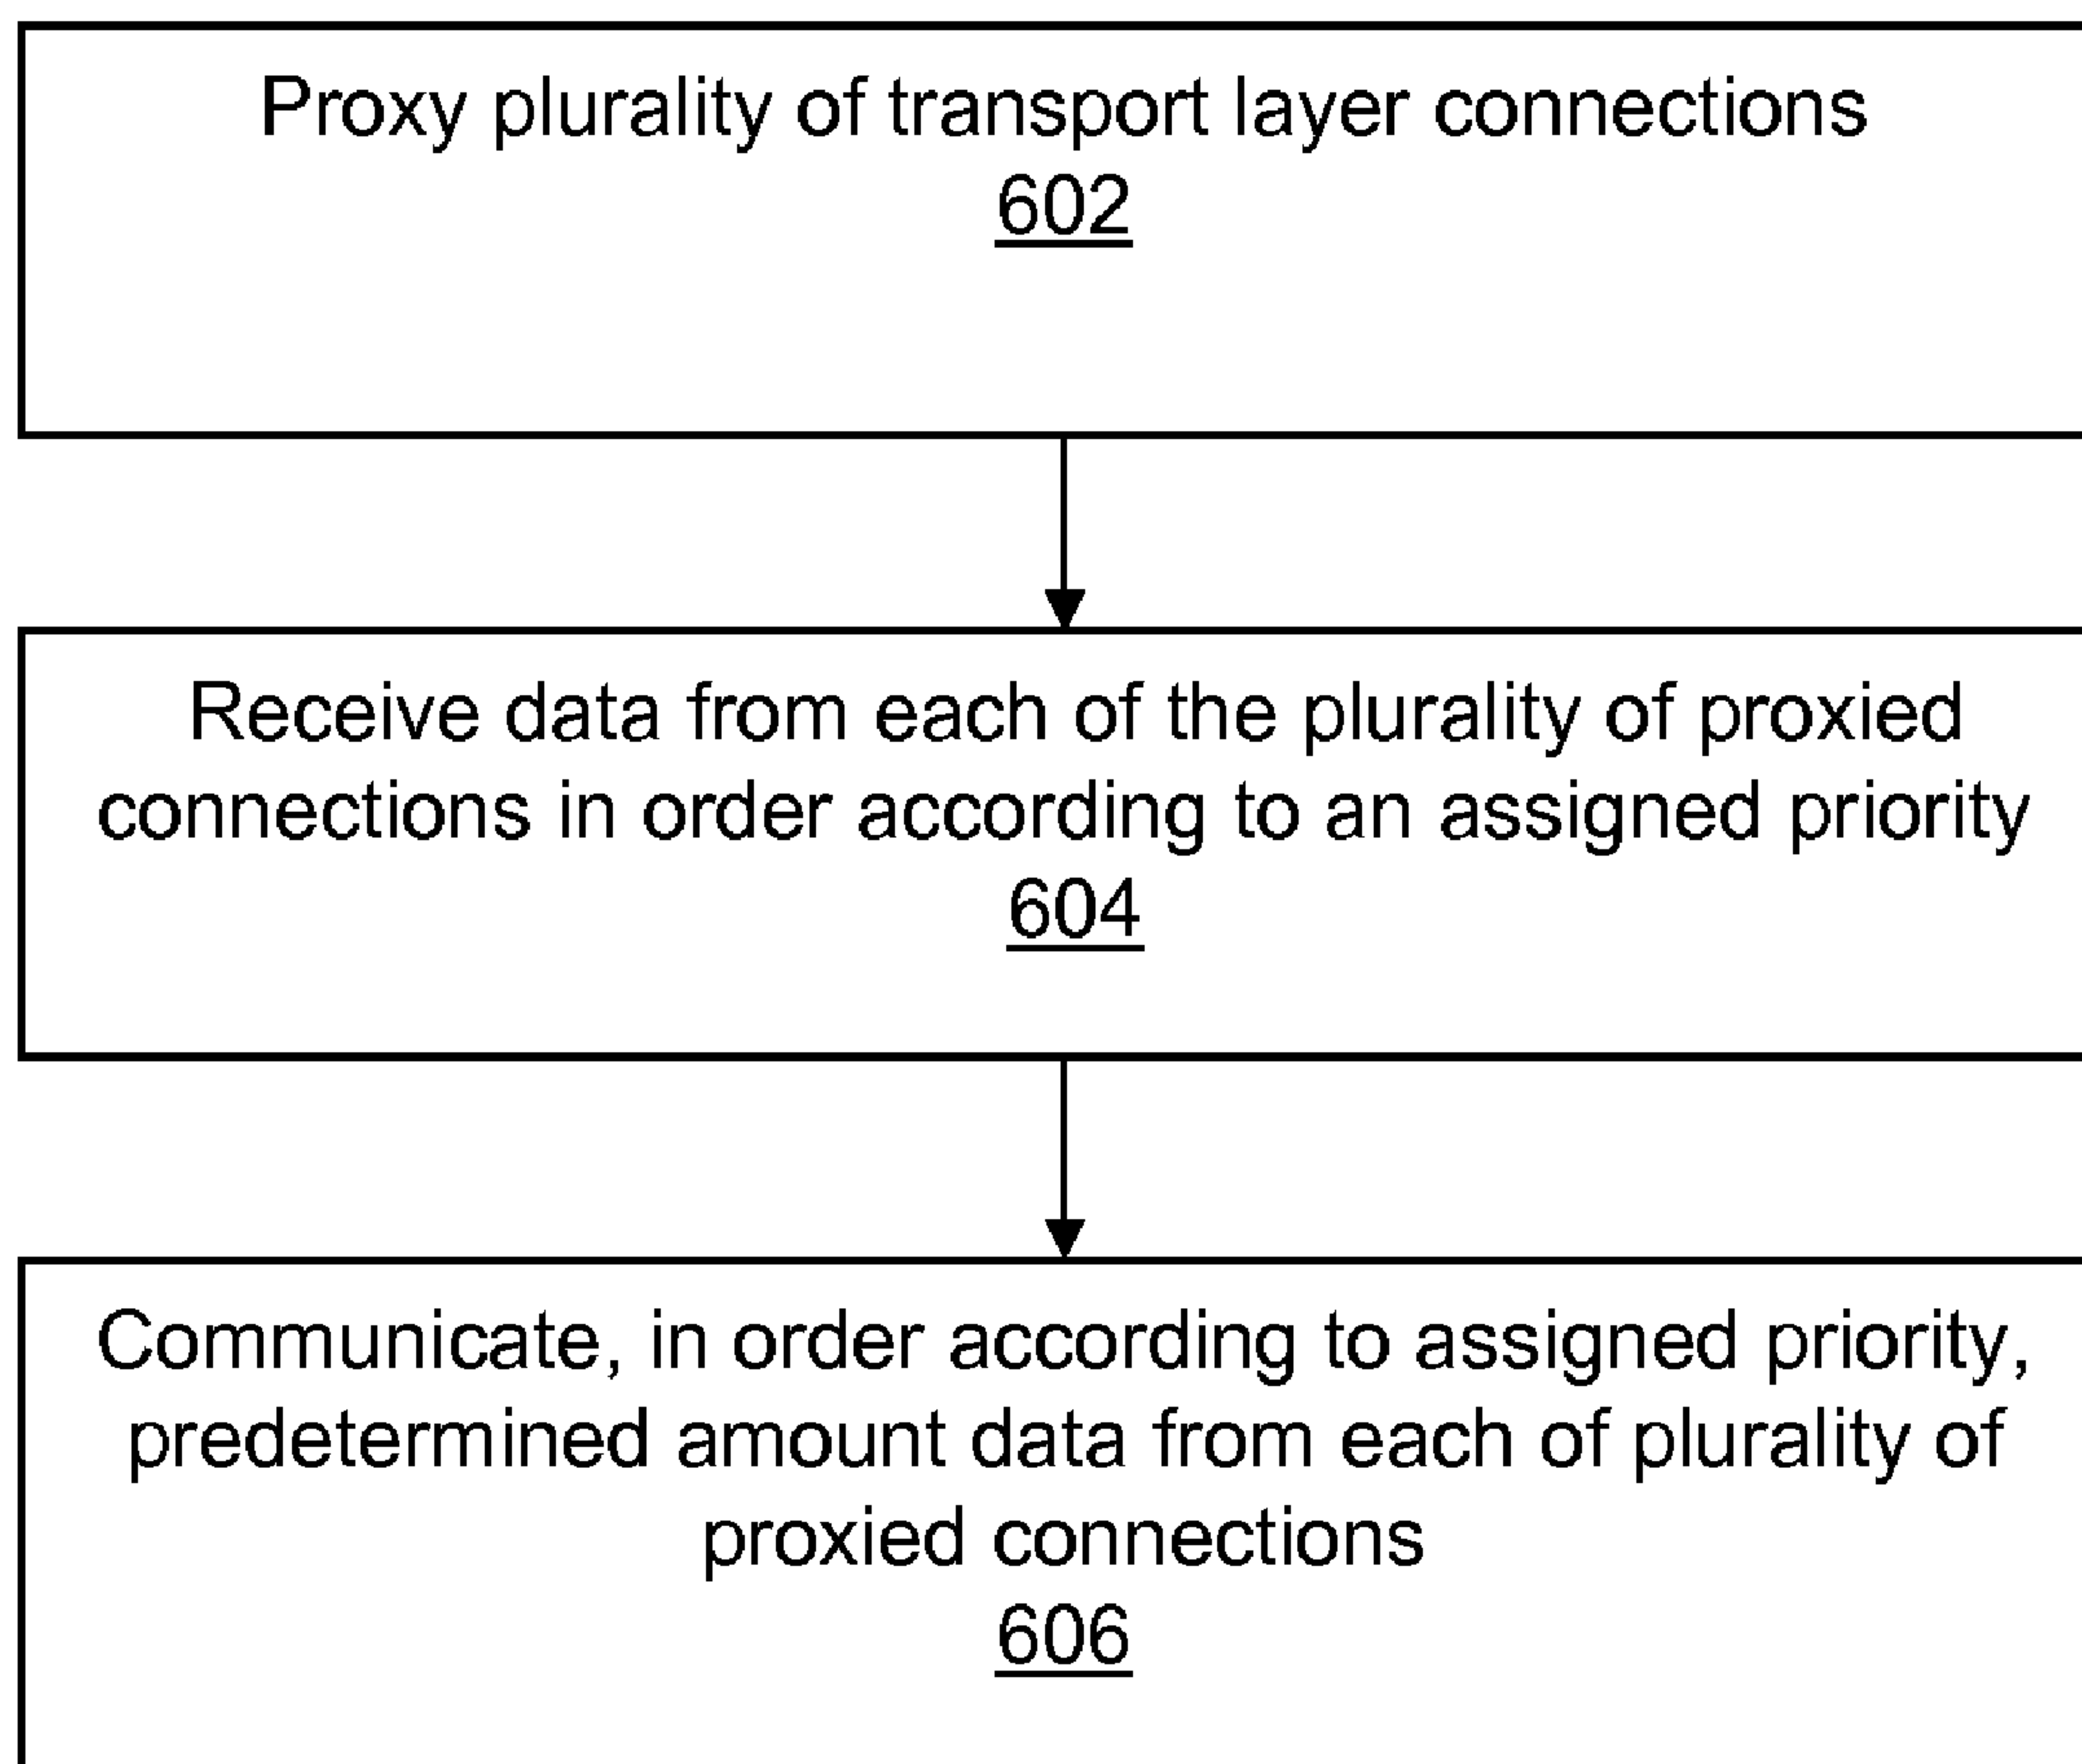 Proxy plurality of transport layer connections
602
Receive data from each of the plurality of proxied
connections in order according to an assigned priority
604
Communicate, in order according to assigned priority,
predetermined amount data from each of plurality of
proxied connections
606